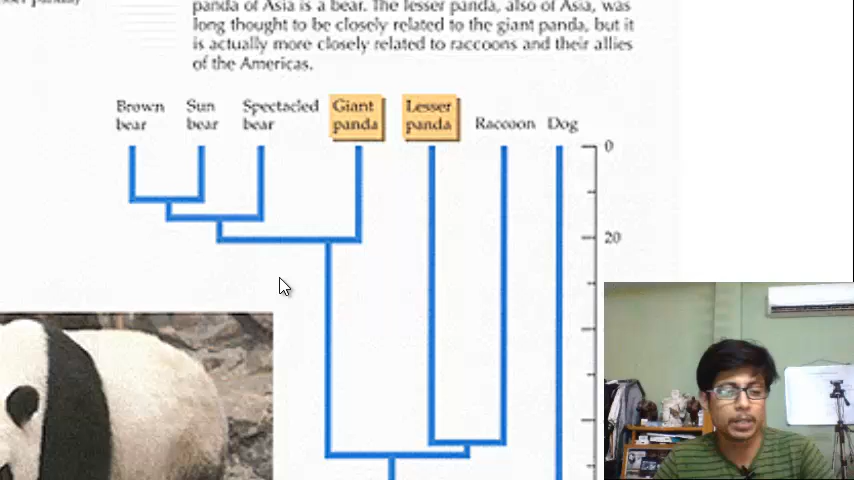 panda of Asia is a bear. The lesser panda, also of Asia, was
long thought to be closely related to the giant panda, but it
is actually more closely related to raccoons and their allies
of the Americas.
Brown bear
Sun bear
Spectacled bear
Giant panda
Lesser panda
Raccoon
Dog
0
20